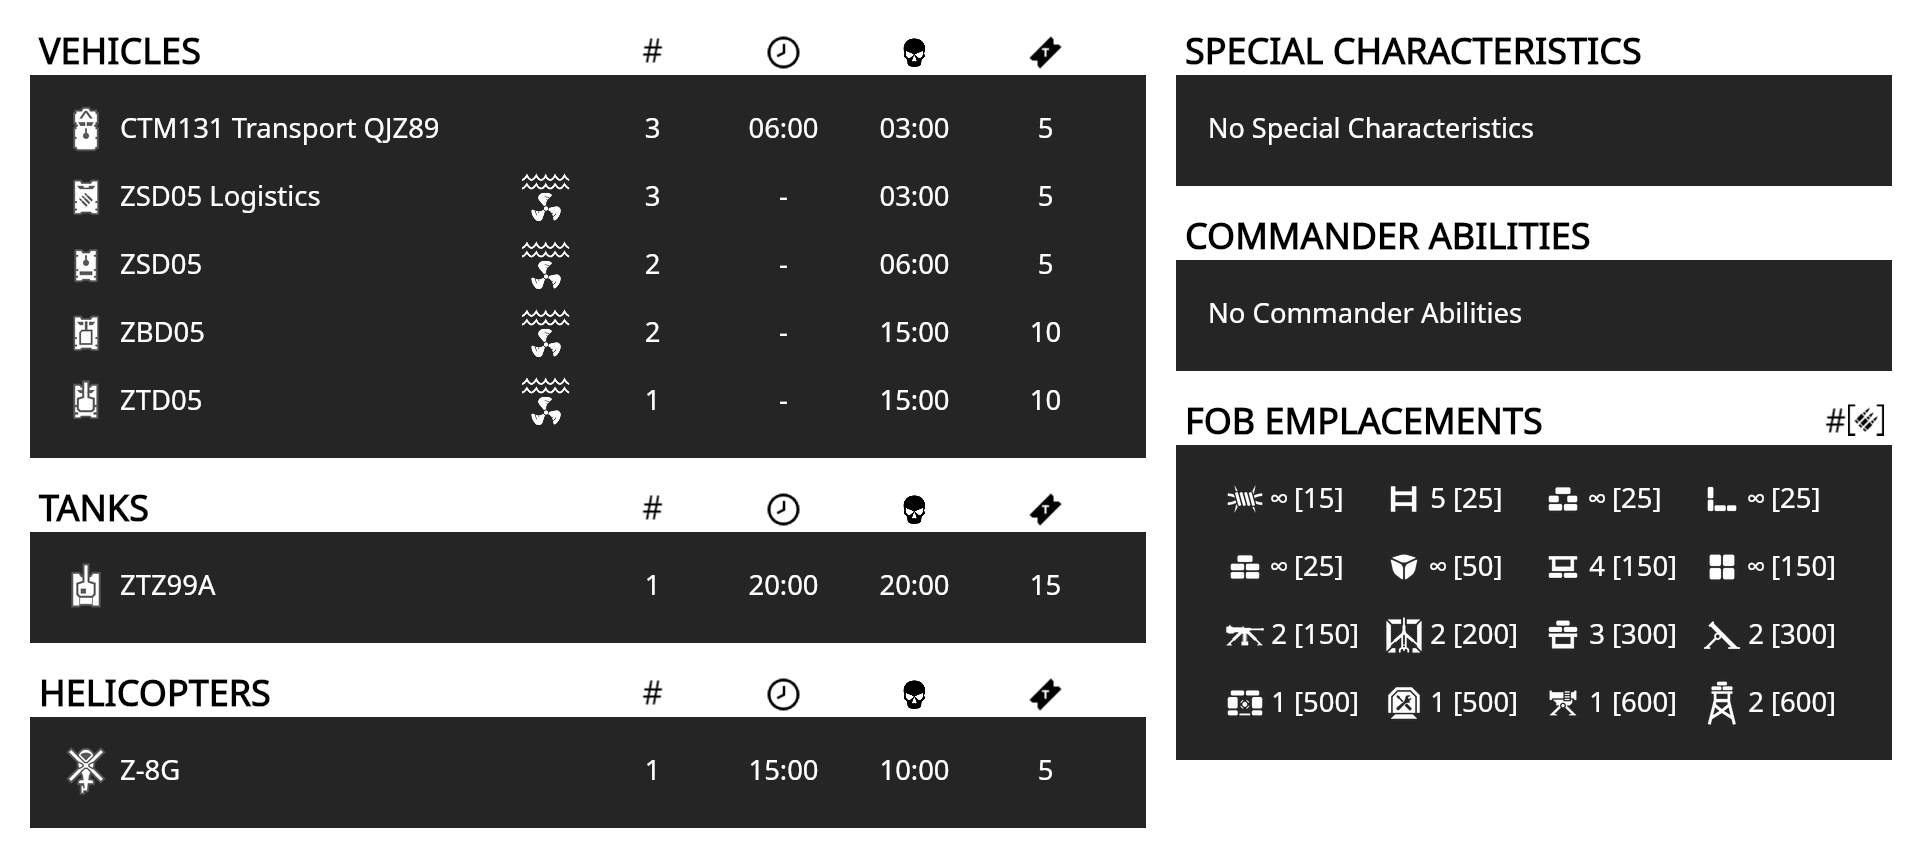 VEHICLES #
CTM131 Transport QJZ89 3 06:00 03:00 5
ZSD05 Logistics 3 - 03:00 5
ZSD05 2 - 06:00 5
ZBD05 2 - 15:00 10
ZTD05 1 - 15:00 10
TANKS #
ZTZ99A 1 20:00 20:00 15
HELICOPTERS #
Z-8G 1 15:00 10:00 5
SPECIAL CHARACTERISTICS
No Special Characteristics
COMMANDER ABILITIES
No Commander Abilities
FOB EMPLACEMENTS #[]
∞ [15] 5 [25] ∞ [25] ∞ [25]
∞ [25] ∞ [50] 4 [150] ∞ [150]
2 [150] 2 [200] 3 [300] 2 [300]
1 [500] 1 [500] 1 [600] 2 [600]